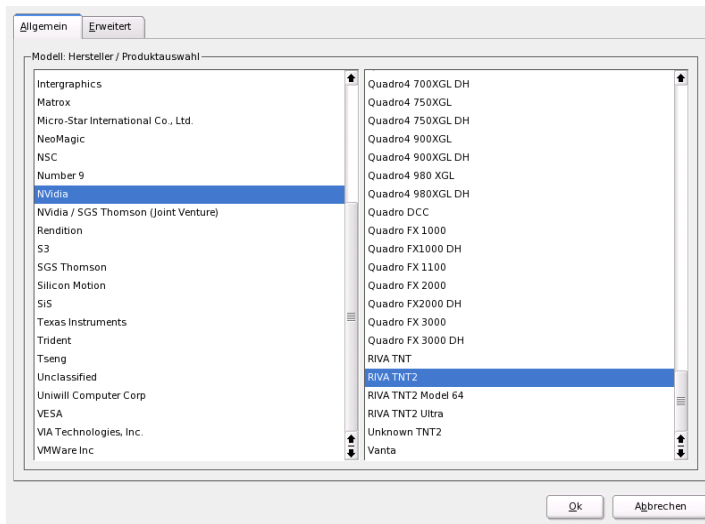 Allgemein
Erweitert
Modell: Hersteller / Produktauswahl
Intergraphics
Matrox
Micro-Star International Co., Ltd.
NeoMagic
NSC
Number 9
NVidia
NVidia / SGS Thomson (Joint Venture)
Rendition
S3
SGS Thomson
Silicon Motion
SiS
Texas Instruments
Trident
Tseng
Unclassified
Uniwill Computer Corp
VESA
VIA Technologies, Inc.
VMWare Inc
Quadro4 700XGL DH
Quadro4 750XGL
Quadro4 750XGL DH
Quadro4 900XGL
Quadro4 900XGL DH
Quadro4 980 XGL
Quadro4 980XGL DH
Quadro DCC
Quadro FX 1000
Quadro FX1000 DH
Quadro FX 1100
Quadro FX 2000
Quadro FX2000 DH
Quadro FX 3000
Quadro FX 3000 DH
RIVA TNT
RIVA TNT2
RIVA TNT2 Model 64
RIVA TNT2 Ultra
Unknown TNT2
Vanta
Ok
Abbrechen